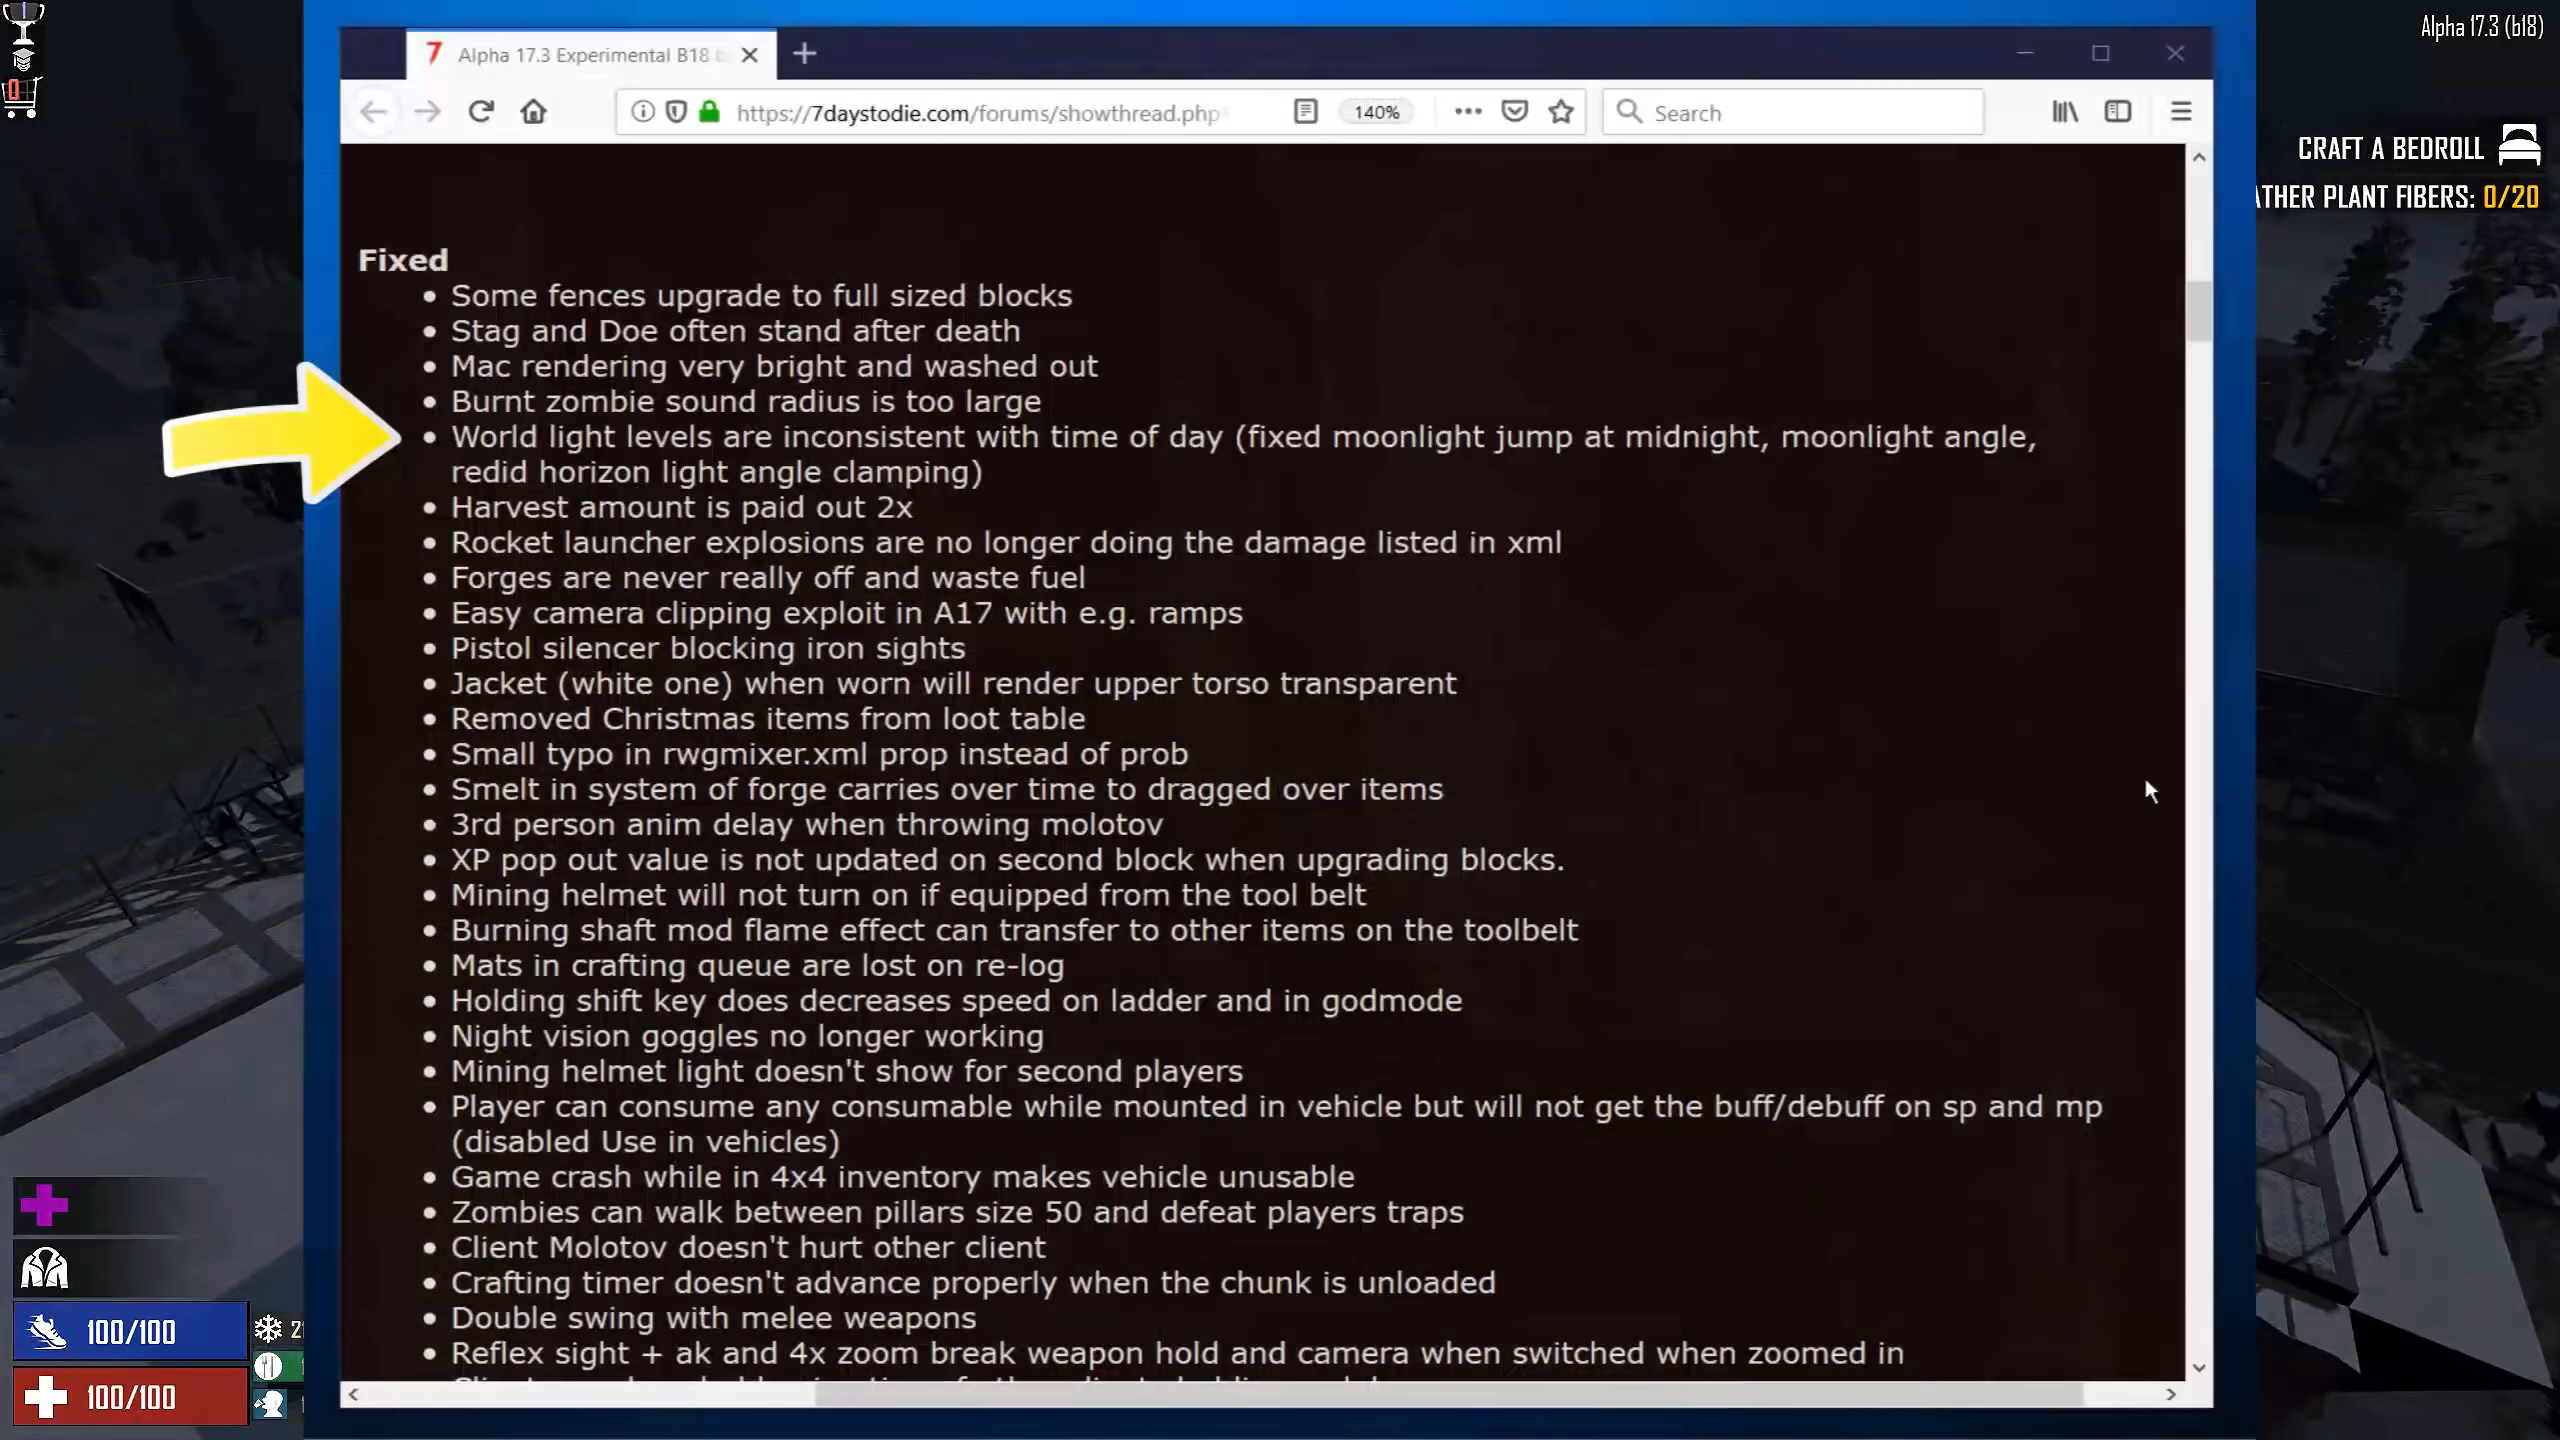 Alpha 17.3 (b18)
7 Alpha 17.3 Experimental B18
https://7daystodie.com/forums/showthread.php
140%
Search
CRAFT A BEDROLL
ATHER PLANT FIBERS: 0/20
Fixed
• Some fences upgrade to full sized blocks
• Stag and Doe often stand after death
• Mac rendering very bright and washed out
• Burnt zombie sound radius is too large
• World light levels are inconsistent with time of day (fixed moonlight jump at midnight, moonlight angle,
redid horizon light angle clamping)
• Harvest amount is paid out 2x
• Rocket launcher explosions are no longer doing the damage listed in xml
• Forges are never really off and waste fuel
• Easy camera clipping exploit in A17 with e.g. ramps
• Pistol silencer blocking iron sights
• Jacket (white one) when worn will render upper torso transparent
• Removed Christmas items from loot table
• Small typo in rwgmixer.xml prop instead of prob
• Smelt in system of forge carries over time to dragged over items
• 3rd person anim delay when throwing molotov
• XP pop out value is not updated on second block when upgrading blocks.
• Mining helmet will not turn on if equipped from the tool belt
• Burning shaft mod flame effect can transfer to other items on the toolbelt
• Mats in crafting queue are lost on re-log
• Holding shift key does decreases speed on ladder and in godmode
• Night vision goggles no longer working
• Mining helmet light doesn't show for second players
• Player can consume any consumable while mounted in vehicle but will not get the buff/debuff on sp and mp
(disabled Use in vehicles)
• Game crash while in 4x4 inventory makes vehicle unusable
• Zombies can walk between pillars size 50 and defeat players traps
• Client Molotov doesn't hurt other client
• Crafting timer doesn't advance properly when the chunk is unloaded
• Double swing with melee weapons
• Reflex sight + ak and 4x zoom break weapon hold and camera when switched when zoomed in
100/100
100/100